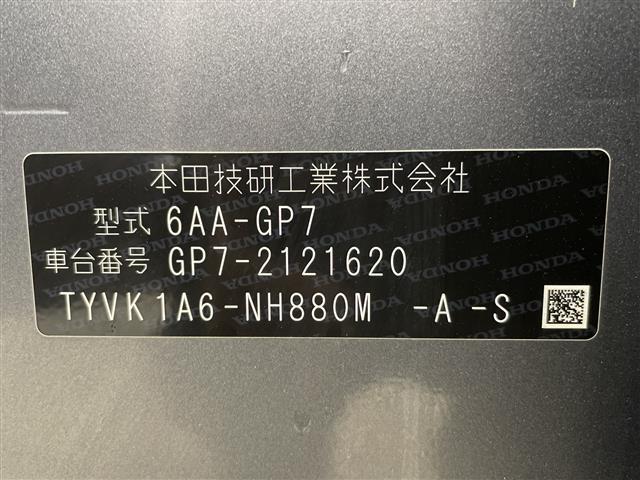 本田技研工業株式会社
型式 6AA-GP7
車台番号 GP7-2121620
TYVK1A6-NH880M -A-S